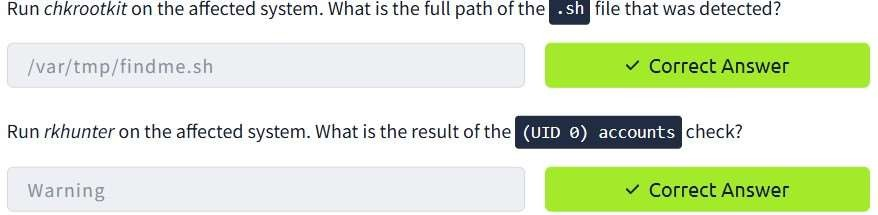 Run chkrootkit on the affected system. What is the full path of the .sh file that was detected?
/var/tmp/findme.sh
✓ Correct Answer
Run rkhunter on the affected system. What is the result of the (UID 0) accounts check?
Warning
✓ Correct Answer